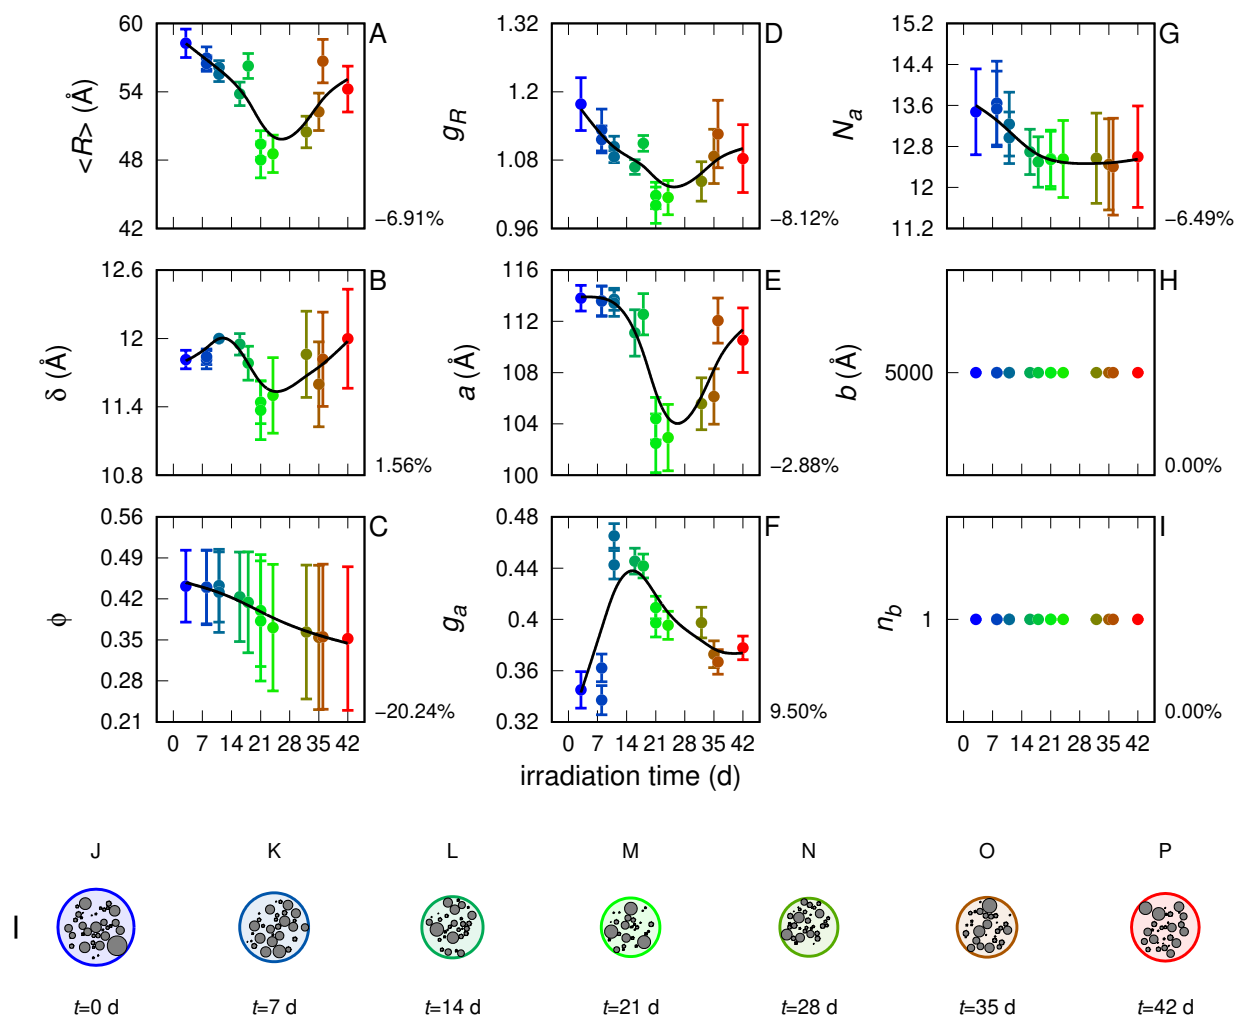 60
54
48
42
<R> (Å)
A
−6.91%
1.32
1.2
1.08
0.96
gR
D
−8.12%
15.2
14.4
13.6
12.8
12
11.2
Na
G
−6.49%
12.6
12
11.4
10.8
δ (Å)
B
1.56%
116
112
108
104
100
a (Å)
E
−2.88%
5000
b (Å)
H
0.00%
0.56
0.49
0.42
0.35
0.28
0.21
ϕ
C
−20.24%
0 7 14 21 28 35 42
0.48
0.44
0.4
0.36
0.32
ga
F
9.50%
0 7 14 21 28 35 42
1
nb
I
0.00%
0 7 14 21 28 35 42
irradiation time (d)
J K L M N O P
t=0 d t=7 d t=14 d t=21 d t=28 d t=35 d t=42 d